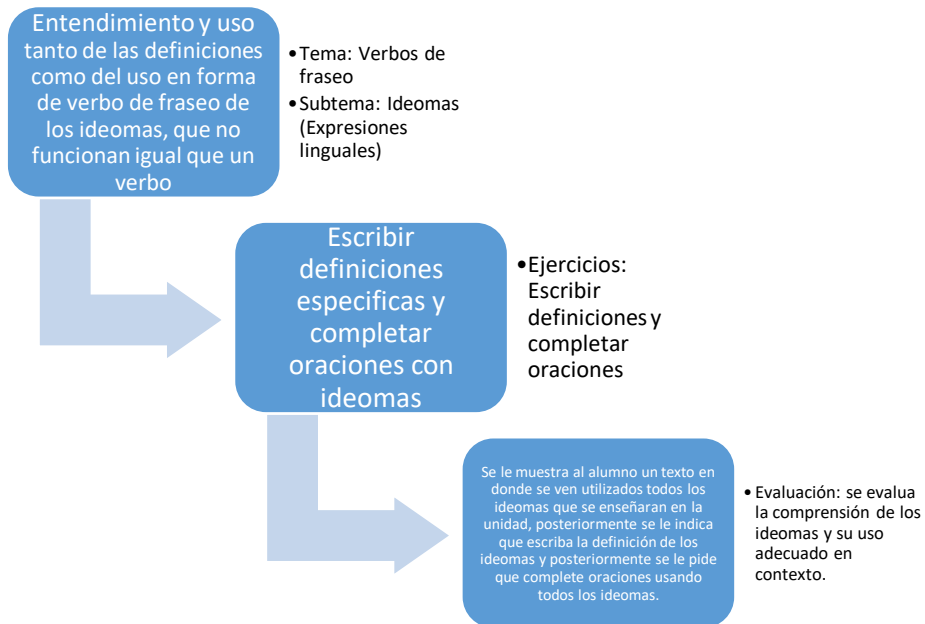 Entendimiento y uso
tanto de las definiciones
como del uso en forma
de verbo de fraseo de
los ideomas, que no
funcionan igual que un
verbo
•Tema: Verbos de
fraseo
•Subtema: Ideomas
(Expresiones
linguales)
Escribir
definiciones
especificas y
completar
oraciones con
ideomas
•Ejercicios:
Escribir
definiciones y
completar
oraciones
Se le muestra al alumno un texto en
donde se ven utilizados todos los
ideomas que se enseñaran en la
unidad, posteriormente se le indica
que escriba la definición de los
ideomas y posteriormente se le pide
que complete oraciones usando
todos los ideomas.
• Evaluación: se evalua
la comprensión de los
ideomas y su uso
adecuado en
contexto.